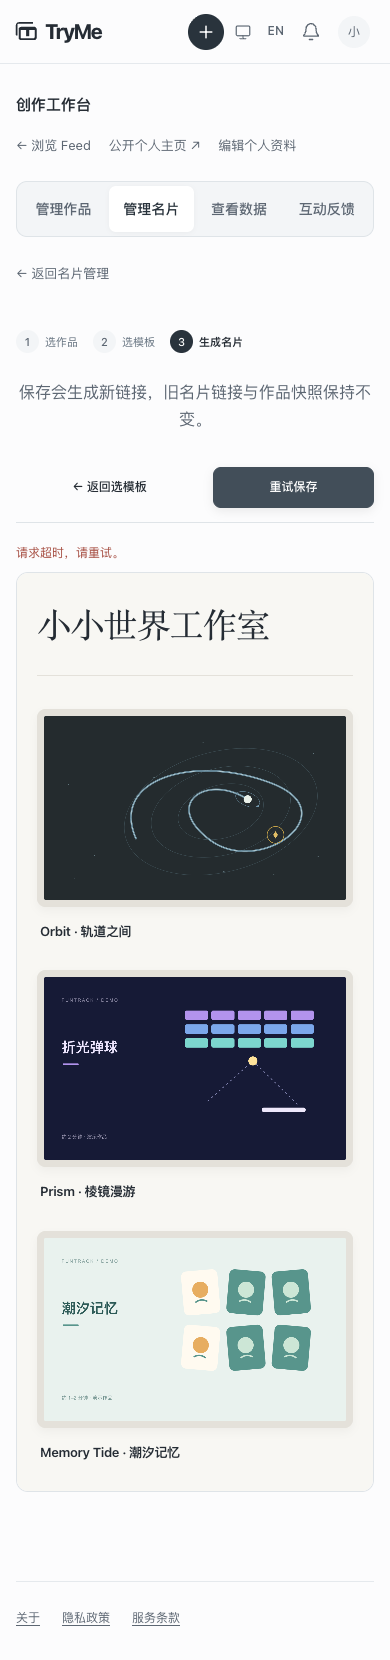 TryMe
EN
小
创作工作台
← 浏览 Feed 公开个人主页 ↗ 编辑个人资料
管理作品 管理名片 查看数据 互动反馈
← 返回名片管理
1 选作品 2 选模板 3 生成名片
保存会生成新链接，旧名片链接与作品快照保持不
变。
← 返回选模板 重试保存
请求超时，请重试。
小小世界工作室
Orbit · 轨道之间
折光弹球
Prism · 棱镜漫游
潮汐记忆
Memory Tide · 潮汐记忆
关于 隐私政策 服务条款